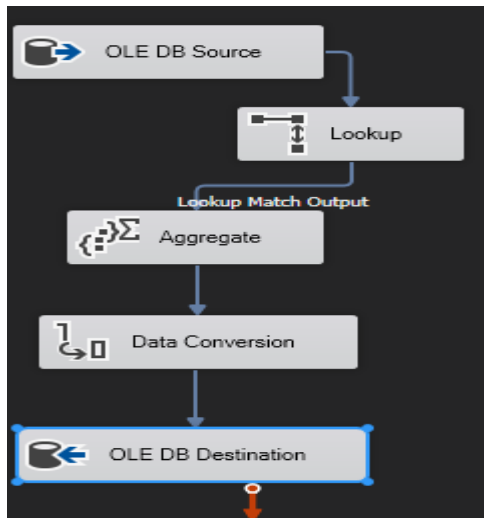 OLE DB Source
Lookup
Lookup Match Output
Aggregate
Data Conversion
OLE DB Destination